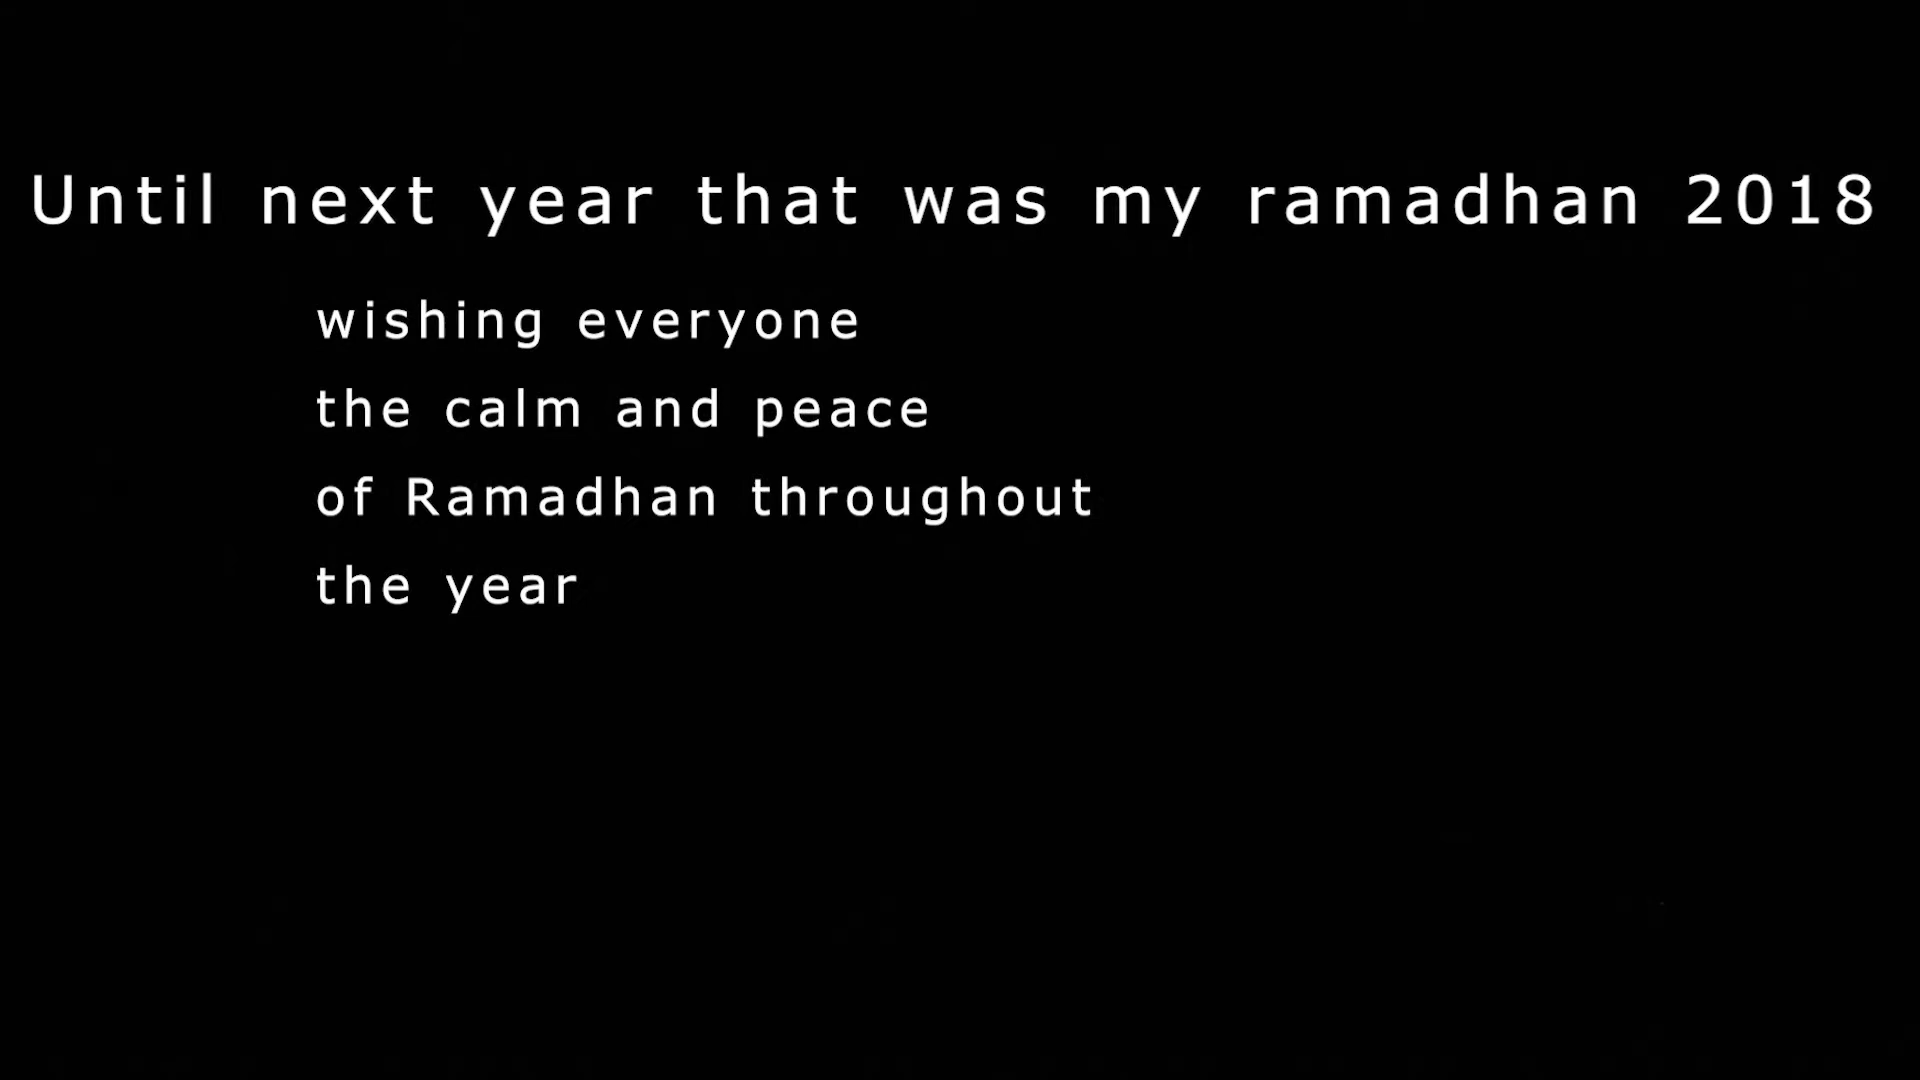 Until next year that was my ramadhan 2018
wishing everyone
the calm and peace
of Ramadhan throughout
the year